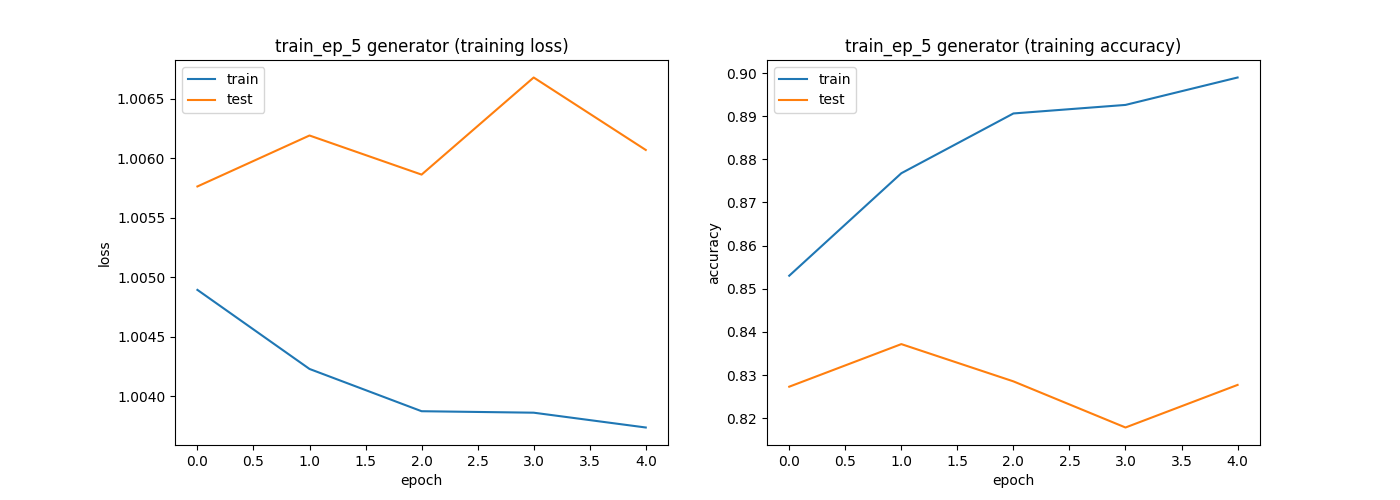 train_ep_5 generator (training loss)
train
test
1.0065
1.0060
1.0055
1.0050
1.0045
1.0040
loss
0.0 0.5 1.0 1.5 2.0 2.5 3.0 3.5 4.0
epoch
train_ep_5 generator (training accuracy)
train
test
0.90
0.89
0.88
0.87
0.86
0.85
0.84
0.83
0.82
accuracy
0.0 0.5 1.0 1.5 2.0 2.5 3.0 3.5 4.0
epoch